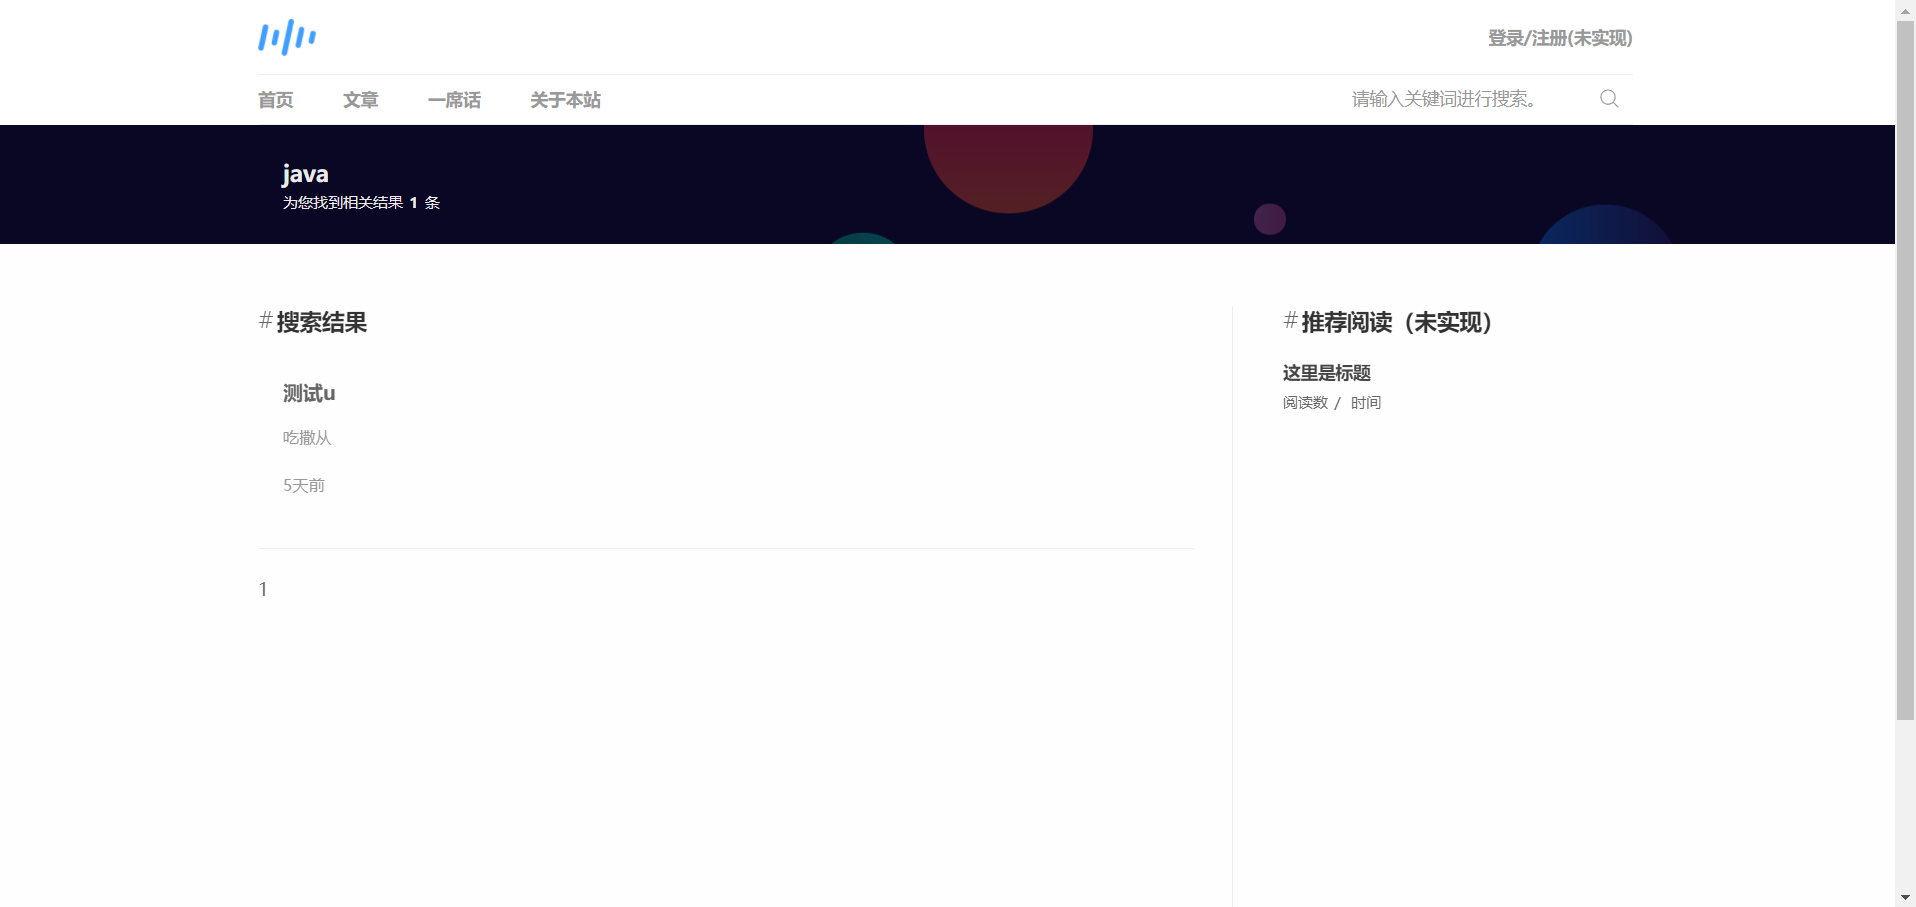 登录/注册(未实现)
首页 文章 一席话 关于本站 请输入关键词进行搜索。
java
为您找到相关结果 1 条
#搜索结果
测试u
吃撒从
5天前
1
#推荐阅读（未实现）
这里是标题
阅读数 / 时间